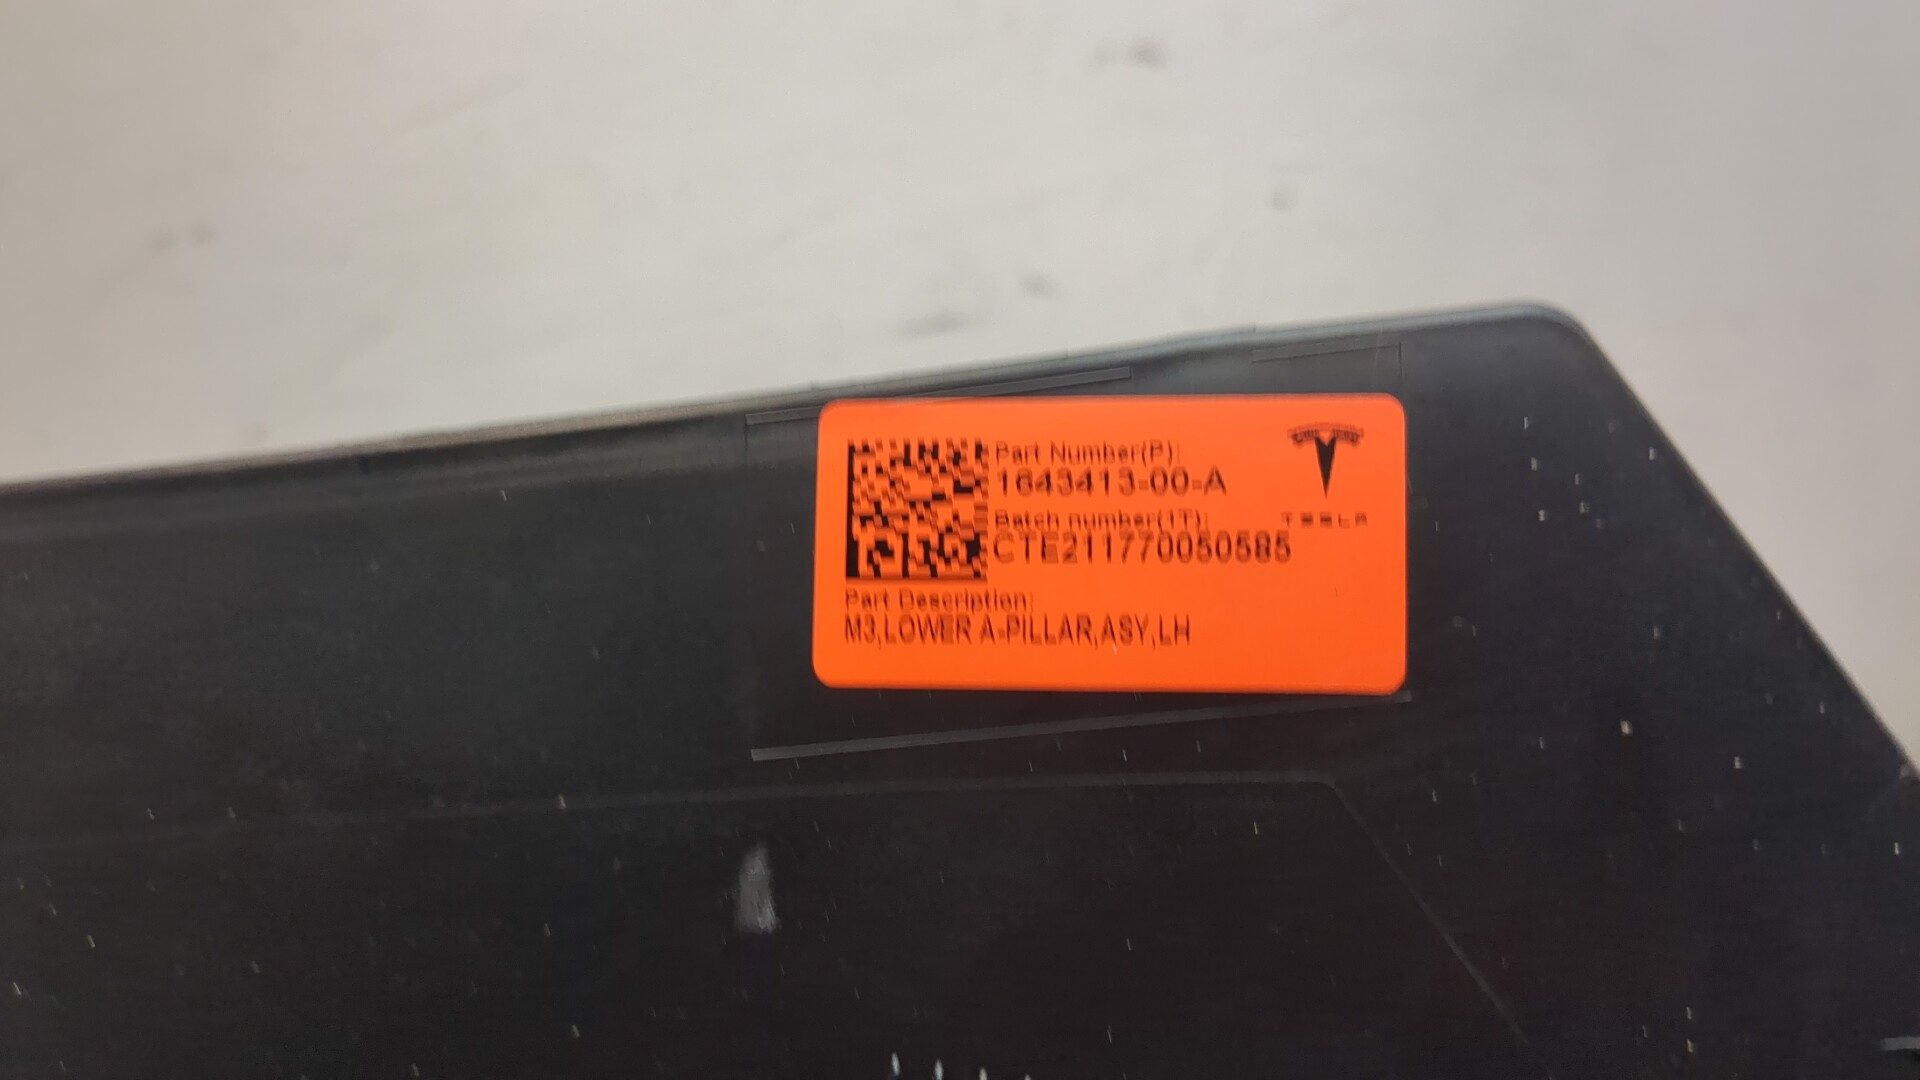 Part Number(P):
1643413-00-A
TESLA
Batch number(1T):
CTE211770050585
Part Description:
M3,LOWER A-PILLAR,ASY,LH